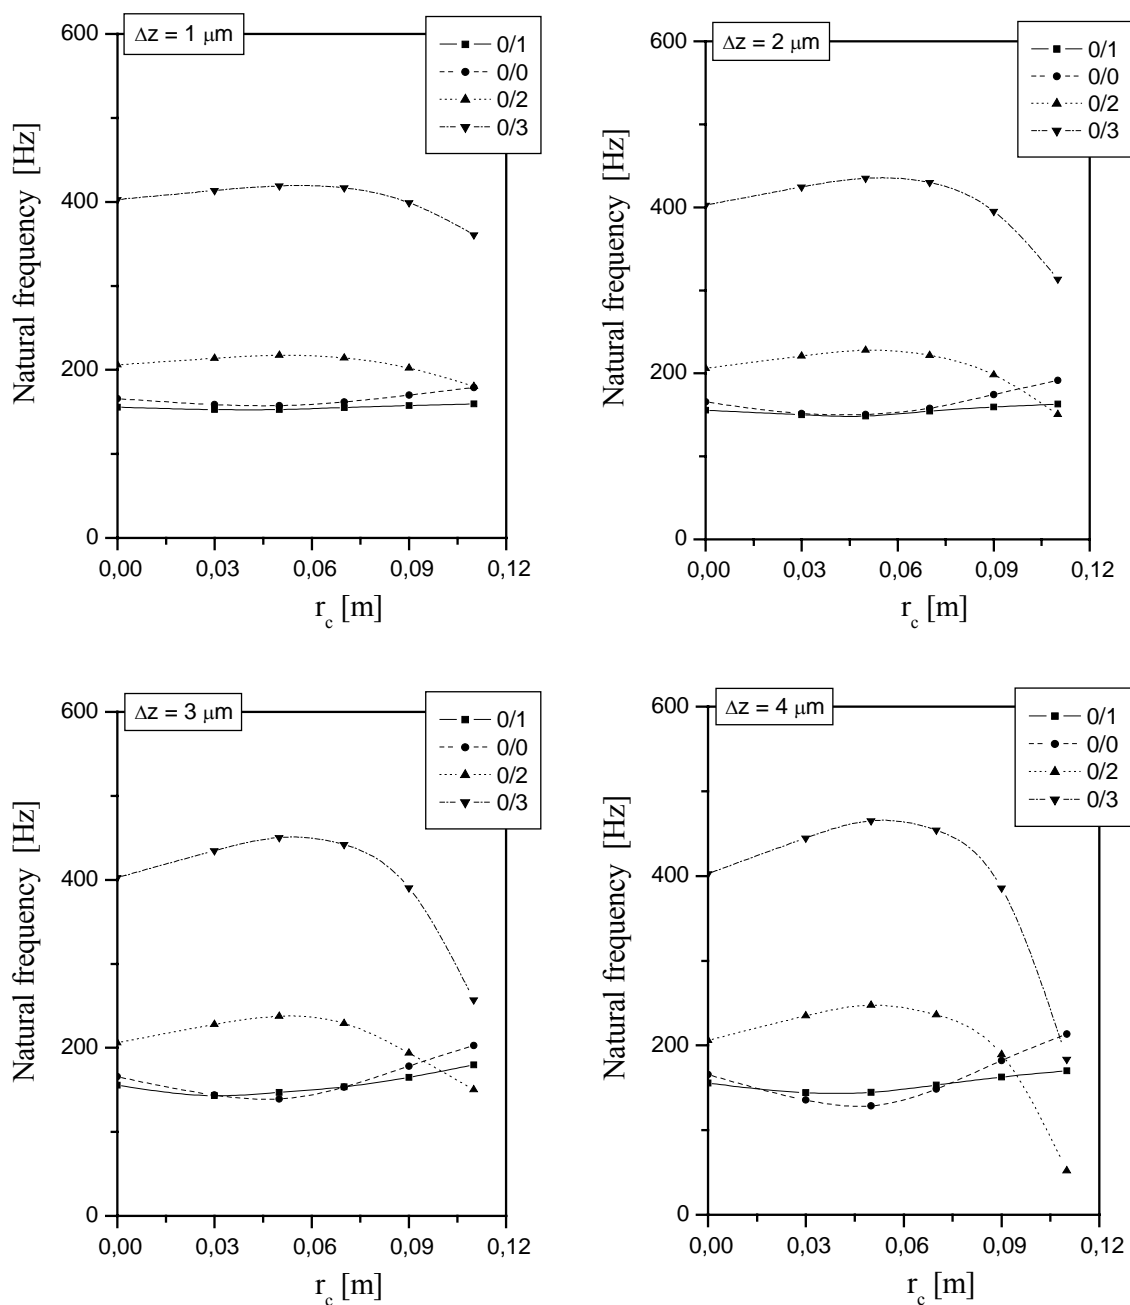 Δz = 1 μm
0/1
0/0
0/2
0/3
600
400
200
0
Natural frequency [Hz]
0,00 0,03 0,06 0,09 0,12
r_c [m]
Δz = 2 μm
0/1
0/0
0/2
0/3
600
400
200
0
Natural frequency [Hz]
0,00 0,03 0,06 0,09 0,12
r_c [m]
Δz = 3 μm
0/1
0/0
0/2
0/3
600
400
200
0
Natural frequency [Hz]
0,00 0,03 0,06 0,09 0,12
r_c [m]
Δz = 4 μm
0/1
0/0
0/2
0/3
600
400
200
0
Natural frequency [Hz]
0,00 0,03 0,06 0,09 0,12
r_c [m]